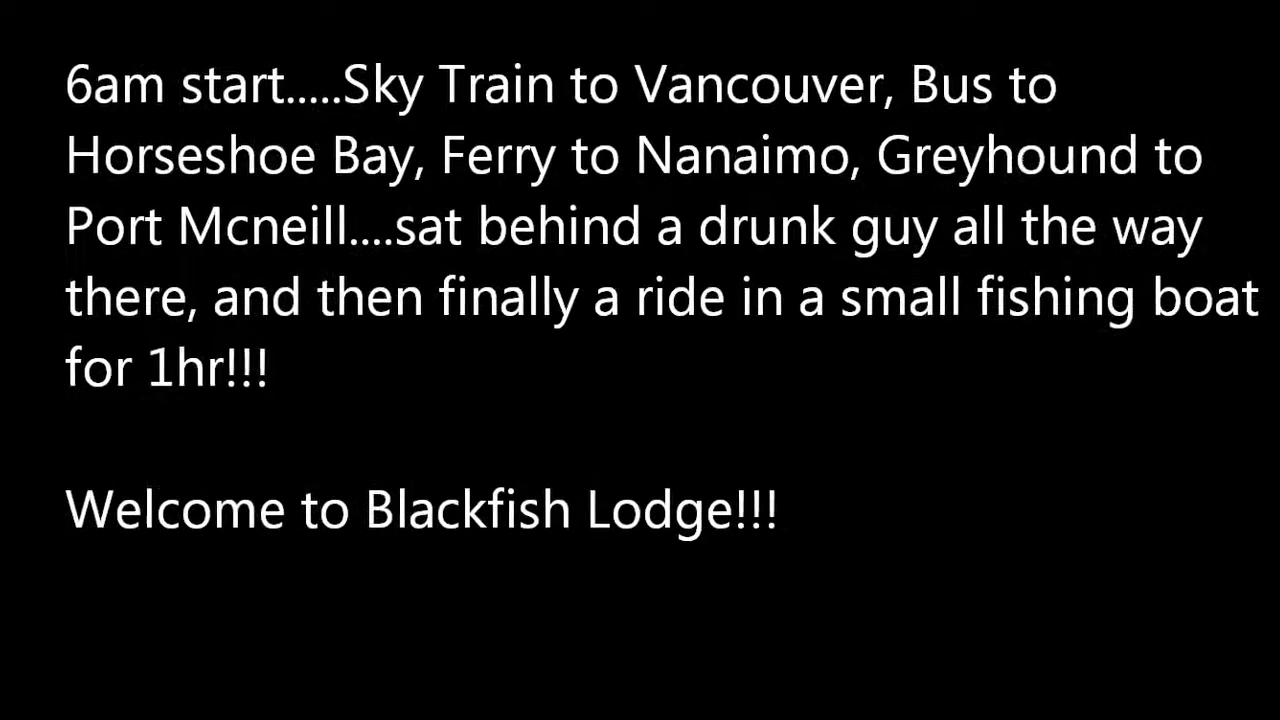 6am start.....Sky Train to Vancouver, Bus to
Horseshoe Bay, Ferry to Nanaimo, Greyhound to
Port Mcneill....sat behind a drunk guy all the way
there, and then finally a ride in a small fishing boat
for 1hr!!!
Welcome to Blackfish Lodge!!!